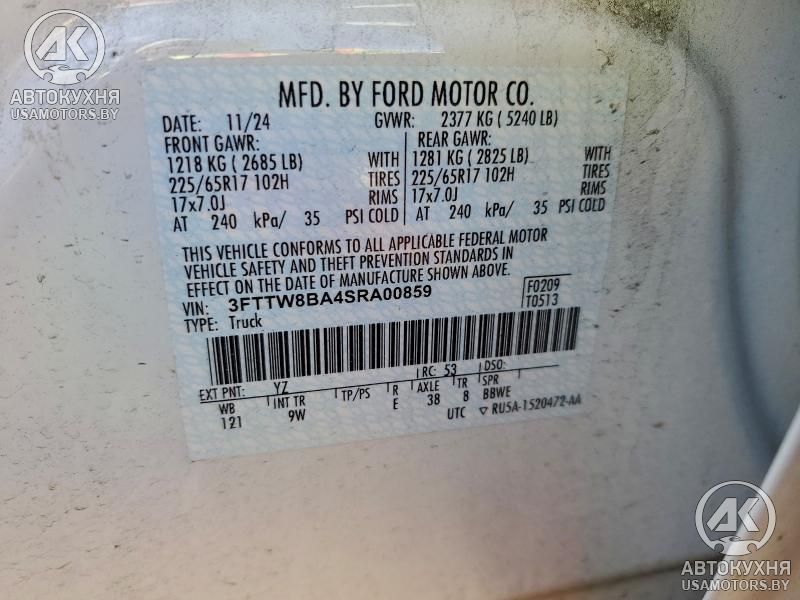 AK
АВТОКУХНЯ
USAMOTORS.BY
MFD. BY FORD MOTOR CO.
DATE: 11/24 GVWR: 2377 KG ( 5240 LB)
FRONT GAWR: REAR GAWR:
1218 KG ( 2685 LB) WITH 1281 KG ( 2825 LB) WITH
225/65R17 102H TIRES 225/65R17 102H TIRES
17x7.0J RIMS 17x7.0J RIMS
AT 240 kPa/ 35 PSI COLD AT 240 kPa/ 35 PSI COLD
THIS VEHICLE CONFORMS TO ALL APPLICABLE FEDERAL MOTOR
VEHICLE SAFETY AND THEFT PREVENTION STANDARDS IN
EFFECT ON THE DATE OF MANUFACTURE SHOWN ABOVE.
VIN: 3FTTW8BA4SRA00859 F0209
TYPE: Truck T0513
EXT PNT: YZ RC: 53 DSO:
WB INT TR TP/PS R AXLE TR SPR
121 9W E 38 8 BBWE
UTC ▽ RU5A-1520472-AA
AK
АВТОКУХНЯ
USAMOTORS.BY